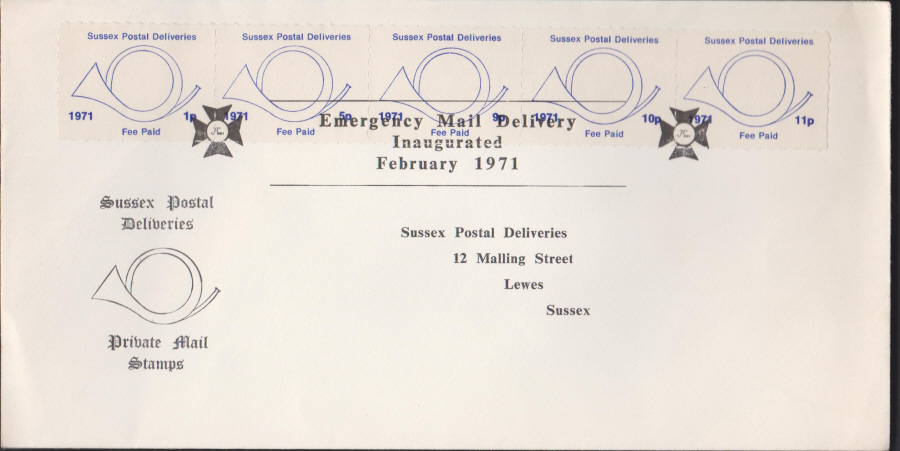 Sussex Postal Deliveries
1971 1p
Fee Paid
Sussex Postal Deliveries
1971 5p
Fee Paid
Sussex Postal Deliveries
1971 9p
Fee Paid
Sussex Postal Deliveries
1971 10p
Fee Paid
Sussex Postal Deliveries
1971 11p
Fee Paid
Emergency Mail Delivery
Inaugurated
February 1971
Sussex Postal
Deliveries
Private Mail
Stamps
Sussex Postal Deliveries
12 Malling Street
Lewes
Sussex